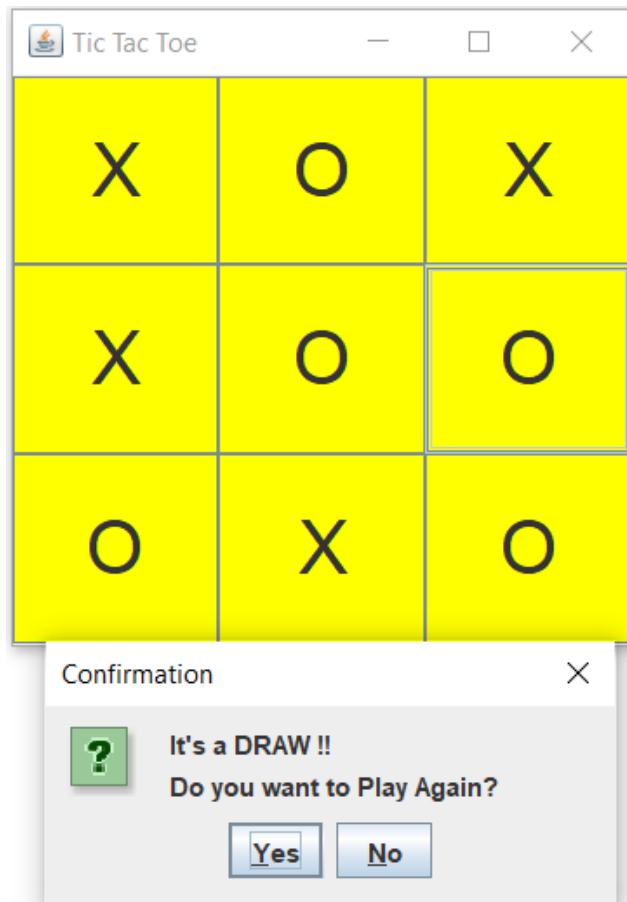 Tic Tac Toe
X O X
X O O
O X O
Confirmation
It's a DRAW !!
Do you want to Play Again?
Yes No